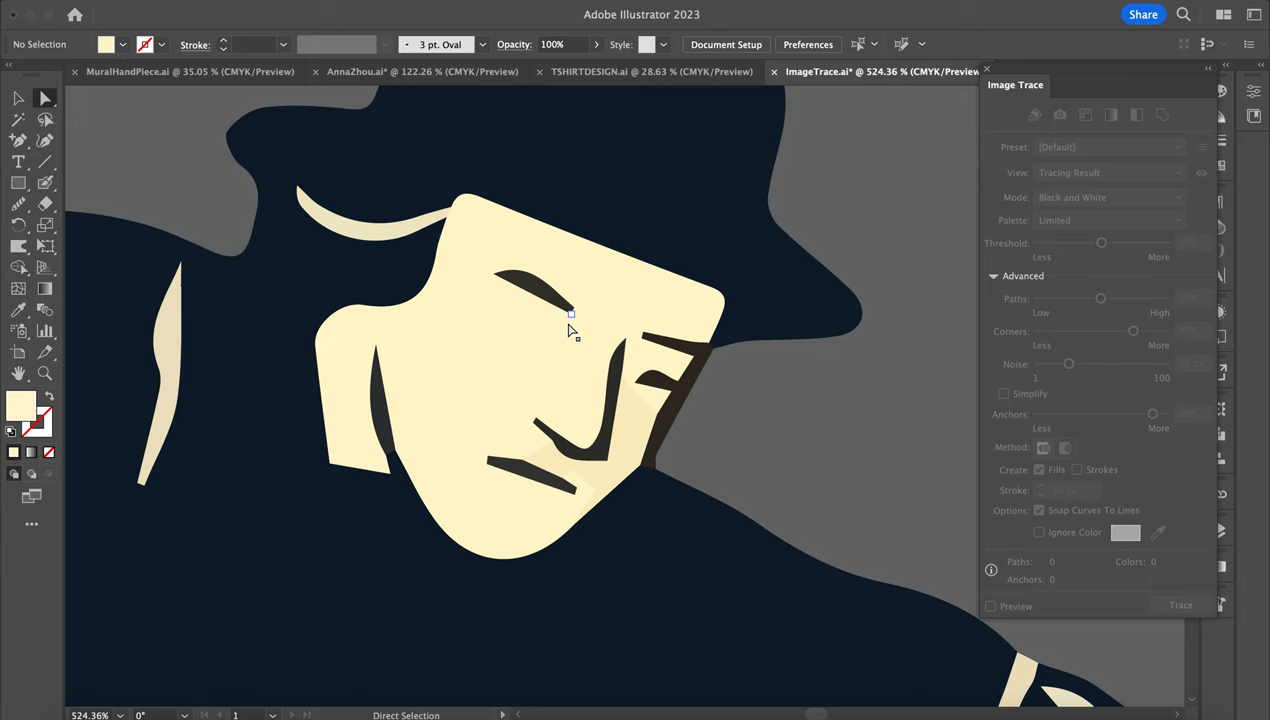 Adobe Illustrator 2023
Share
No Selection
Stroke:
3 pt. Oval
Opacity: 100%
Style:
Document Setup
Preferences
MuralHandPiece.ai @ 35.05 % (CMYK/Preview)
AnnaZhou.ai* @ 122.26 % (CMYK/Preview)
TSHIRTDESIGN.ai @ 28.63 % (CMYK/Preview)
ImageTrace.ai* @ 524.36 % (CMYK/Preview)
Image Trace
Preset: [Default]
View: Tracing Result
Mode: Black and White
Palette: Limited
Threshold:
Less More
Advanced
Paths:
Low High
Corners:
Less More
Noise:
1 100
Simplify
Anchors:
Less More
Method:
Create: Fills Strokes
Stroke:
Options: Snap Curves To Lines
Ignore Color
Paths: 0 Colors: 0
Anchors: 0
Preview Trace
524.36% 0° 1 Direct Selection